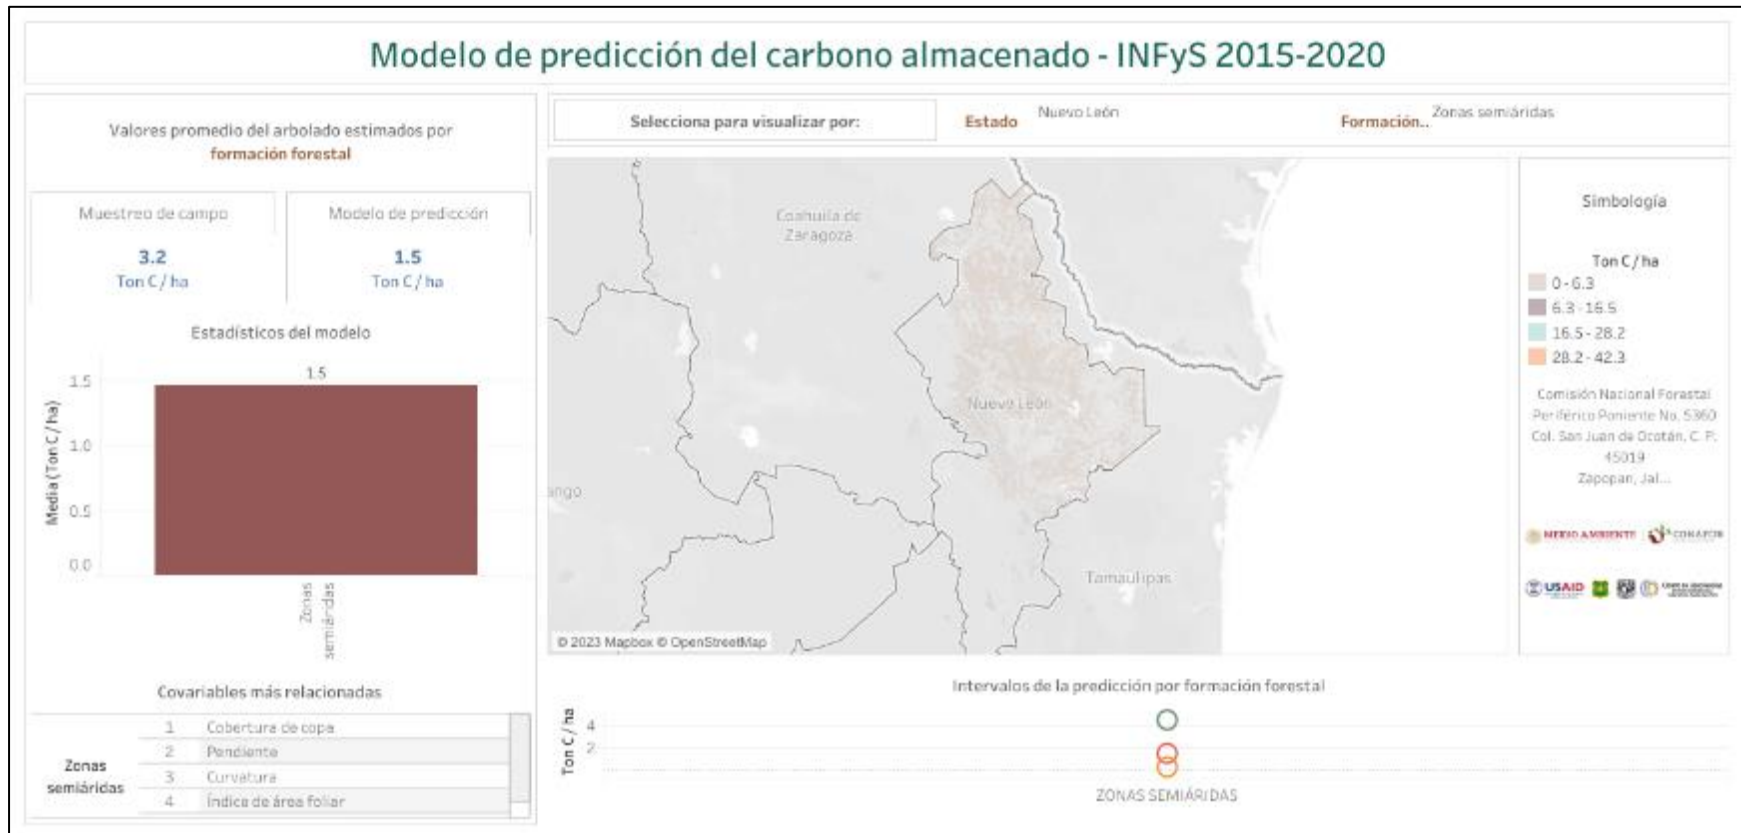 Modelo de predicción del carbono almacenado - INFyS 2015-2020
Valores promedio del arbolado estimados por
formación forestal
Muestreo de campo
3.2
Ton C / ha
Modelo de predicción
1.5
Ton C / ha
Estadísticos del modelo
1.5
1.5
1.0
0.5
0.0
Media (Ton C / ha)
Zonas
semiáridas
Covariables más relacionadas
Zonas
semiáridas
1 Cobertura de copa
2 Pendiente
3 Curvatura
4 Índice de área foliar
Selecciona para visualizar por:
Estado Nuevo León
Formación.. Zonas semiáridas
Coahuila de
Zaragoza
Nuevo León
ango
Tamaulipas
© 2023 Mapbox © OpenStreetMap
Simbología
Ton C / ha
0 - 6.3
6.3 - 16.5
16.5 - 28.2
28.2 - 42.3
Comisión Nacional Forestal
Periférico Poniente No. 5360
Col. San Juan de Ocotán, C. P.
45019
Zapopan, Jal...
MEDIO AMBIENTE
CONAFOR
USAID
Intervalos de la predicción por formación forestal
Ton C / ha
4
2
ZONAS SEMIÁRIDAS